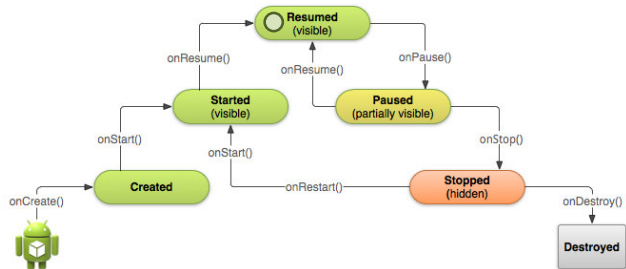 Resumed
(visible)
onResume()
onPause()
onResume()
Started
(visible)
Paused
(partially visible)
onStart()
onStart()
onStop()
Created
onRestart()
Stopped
(hidden)
onCreate()
onDestroy()
Destroyed